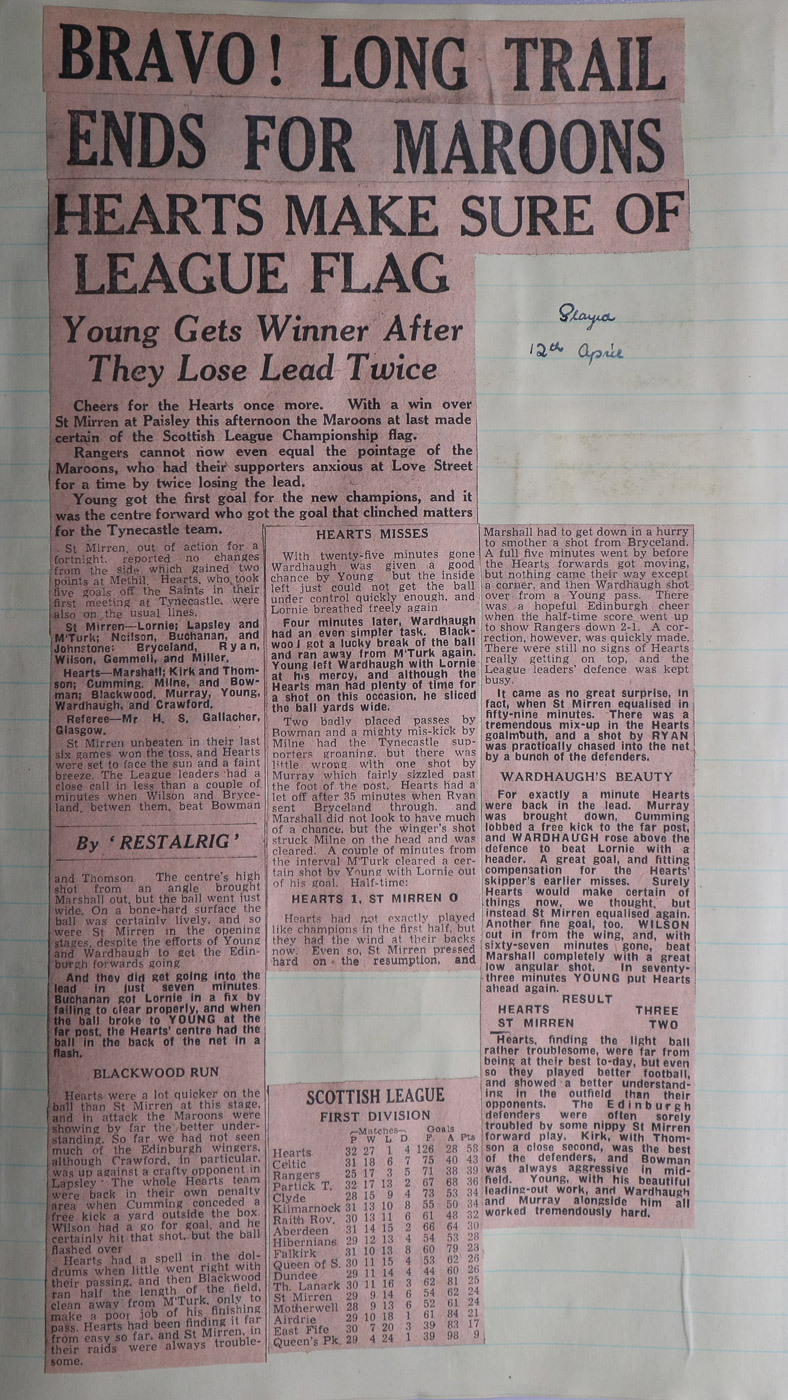 BRAVO! LONG TRAIL
ENDS FOR MAROONS
HEARTS MAKE SURE OF
LEAGUE FLAG
Young Gets Winner After
They Lose Lead Twice
Played
12th April
Cheers for the Hearts once more. With a win over
St Mirren at Paisley this afternoon the Maroons at last made
certain of the Scottish League Championship flag.
Rangers cannot now even equal the pointage of the
Maroons, who had their supporters anxious at Love Street
for a time by twice losing the lead.
Young got the first goal for the new champions, and it
was the centre forward who got the goal that clinched matters
for the Tynecastle team.
St Mirren, out of action for a
fortnight, reported no changes
from the side which gained two
points at Methil. Hearts, who took
five goals off the Saints in their
first meeting at Tynecastle, were
also on the usual lines.
St Mirren—Lornie; Lapsley and
M'Turk; Neilson, Buchanan, and
Johnstone; Bryceland, Ryan,
Wilson, Gemmell, and Miller.
Hearts—Marshall; Kirk and Thom-
son; Cumming, Milne, and Bow-
man; Blackwood, Murray, Young,
Wardhaugh, and Crawford.
Referee—Mr H. S. Gallacher,
Glasgow.
St Mirren unbeaten in their last
six games won the toss, and Hearts
were set to face the sun and a faint
breeze. The League leaders had a
close call in less than a couple of
minutes when Wilson and Bryce-
land, betwen them, beat Bowman
By 'RESTALRIG'
and Thomson. The centre's high
shot from an angle brought
Marshall out, but the ball went just
wide. On a bone-hard surface the
ball was certainly lively, and so
were St Mirren in the opening
stages, despite the efforts of Young
and Wardhaugh to get the Edin-
burgh forwards going
And they did get going into the
lead in just seven minutes.
Buchanan got Lornie in a fix by
failing to clear properly, and when
the ball broke to YOUNG at the
far post, the Hearts' centre had the
ball in the back of the net in a
flash.
BLACKWOOD RUN
Hearts were a lot quicker on the
ball than St Mirren at this stage,
and in attack the Maroons were
showing by far the better under-
standing. So far we had not seen
much of the Edinburgh wingers,
although Crawford, in particular,
was up against a crafty opponent in
Lapsley. The whole Hearts team
were back in their own penalty
area when Cumming conceded a
free kick a yard outside the box.
Wilson had a go for goal, and he
certainly hit that shot, but the ball
flashed over
Hearts had a spell in the dol-
drums when little went right with
their passing, and then Blackwood
ran half the length of the field,
clean away from M'Turk, only to
make a poor job of his finishing
pass. Hearts had been finding it far
from easy so far, and St Mirren, in
their raids were always trouble-
some.
HEARTS MISSES
With twenty-five minutes gone
Wardhaugh was given a good
chance by Young but the inside
left just could not get the ball
under control quickly enough, and
Lornie breathed freely again
Four minutes later, Wardhaugh
had an even simpler task. Black-
wood got a lucky break of the ball
and ran away from M'Turk again.
Young left Wardhaugh with Lornie
at his mercy, and although the
Hearts man had plenty of time for
a shot on this occasion, he sliced
the ball yards wide.
Two badly placed passes by
Bowman and a mighty mis-kick by
Milne had the Tynecastle sup-
porters groaning, but there was
little wrong with one shot by
Murray which fairly sizzled past
the foot of the post. Hearts had a
let off after 35 minutes when Ryan
sent Bryceland through, and
Marshall did not look to have much
of a chance, but the winger's shot
struck Milne on the head and was
cleared. A couple of minutes from
the interval M'Turk cleared a cer-
tain shot by Young with Lornie out
of his goal. Half-time:
HEARTS 1, ST MIRREN 0
Hearts had not exactly played
like champions in the first half, but
they had the wind at their backs
now. Even so, St Mirren pressed
hard on the resumption, and
Marshall had to get down in a hurry
to smother a shot from Bryceland.
A full five minutes went by before
the Hearts forwards got moving,
but nothing came their way except
a corner, and then Wardhaugh shot
over from a Young pass. There
was a hopeful Edinburgh cheer
when the half-time score went up
to show Rangers down 2-1. A cor-
rection, however, was quickly made.
There were still no signs of Hearts
really getting on top, and the
League leaders' defence was kept
busy.
It came as no great surprise, in
fact, when St Mirren equalised in
fifty-nine minutes. There was a
tremendous mix-up in the Hearts
goalmouth, and a shot by RYAN
was practically chased into the net
by a bunch of the defenders.
WARDHAUGH'S BEAUTY
For exactly a minute Hearts
were back in the lead. Murray
was brought down, Cumming
lobbed a free kick to the far post,
and WARDHAUGH rose above the
defence to beat Lornie with a
header. A great goal, and fitting
compensation for the Hearts'
skipper's earlier misses. Surely
Hearts would make certain of
things now, we thought, but
instead St Mirren equalised again.
Another fine goal, too. WILSON
out in from the wing, and, with
sixty-seven minutes gone, beat
Marshall completely with a great
low angular shot. In seventy-
three minutes YOUNG put Hearts
ahead again.
RESULT
HEARTS THREE
ST MIRREN TWO
Hearts, finding the light ball
rather troublesome, were far from
being at their best to-day, but even
so they played better football,
and showed a better understand-
ing in the outfield than their
opponents. The Edinburgh
defenders were often sorely
troubled by some nippy St Mirren
forward play. Kirk, with Thom-
son a close second, was the best
of the defenders, and Bowman
was always aggressive in mid-
field. Young, with his beautiful
leading-out work, and Wardhaugh
and Murray alongside him all
worked tremendously hard.
SCOTTISH LEAGUE
FIRST DIVISION
Matches Goals
P W L D F. A Pts
Hearts 32 27 1 4 126 28 58
Celtic 31 18 6 7 75 40 43
Rangers 25 17 3 5 71 38 39
Partick T. 32 17 13 2 67 68 36
Clyde 28 15 9 4 73 53 34
Kilmarnock 31 13 10 8 55 50 34
Raith Rov. 30 13 11 6 61 48 32
Aberdeen 31 14 15 2 66 64 30
Hibernians 29 12 13 4 54 53 28
Falkirk 31 10 13 8 60 79 28
Queen of S. 30 11 15 4 53 62 26
Dundee 29 11 14 4 44 60 26
Th. Lanark 30 11 16 3 62 81 25
St Mirren 29 9 14 6 54 62 24
Motherwell 28 9 13 6 52 61 24
Airdrie 29 10 18 1 61 84 21
East Fife 30 7 20 3 39 83 17
Queen's Pk. 29 4 24 1 39 98 9